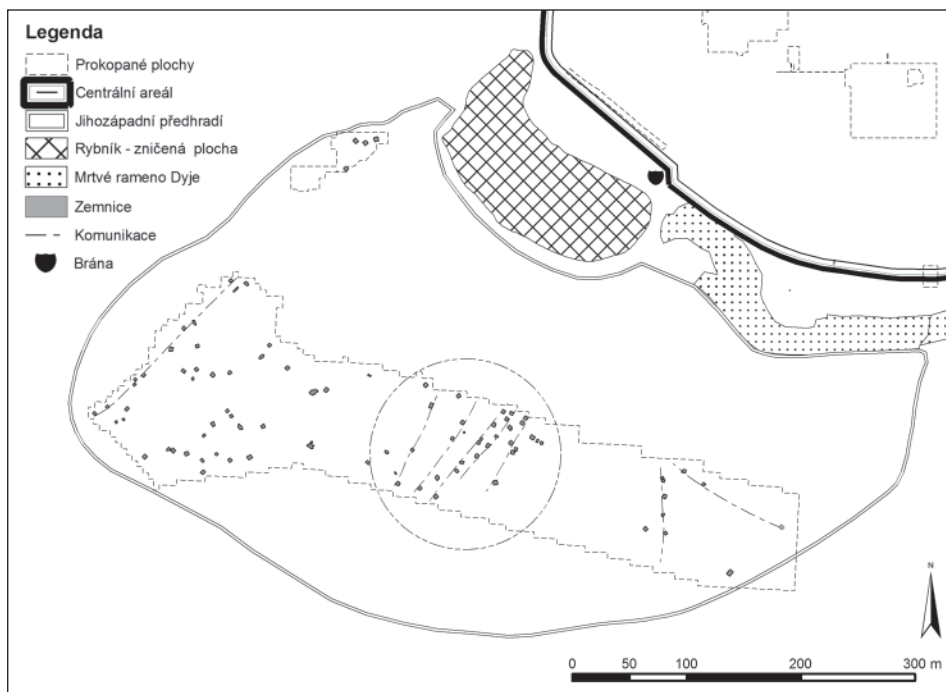 Legenda
Prokopané plochy
Centrální areál
Jihozápadní předhradí
Rybník - zničená plocha
Mrtvé rameno Dyje
Zemnice
Komunikace
Brána
N
0 50 100 200 300 m